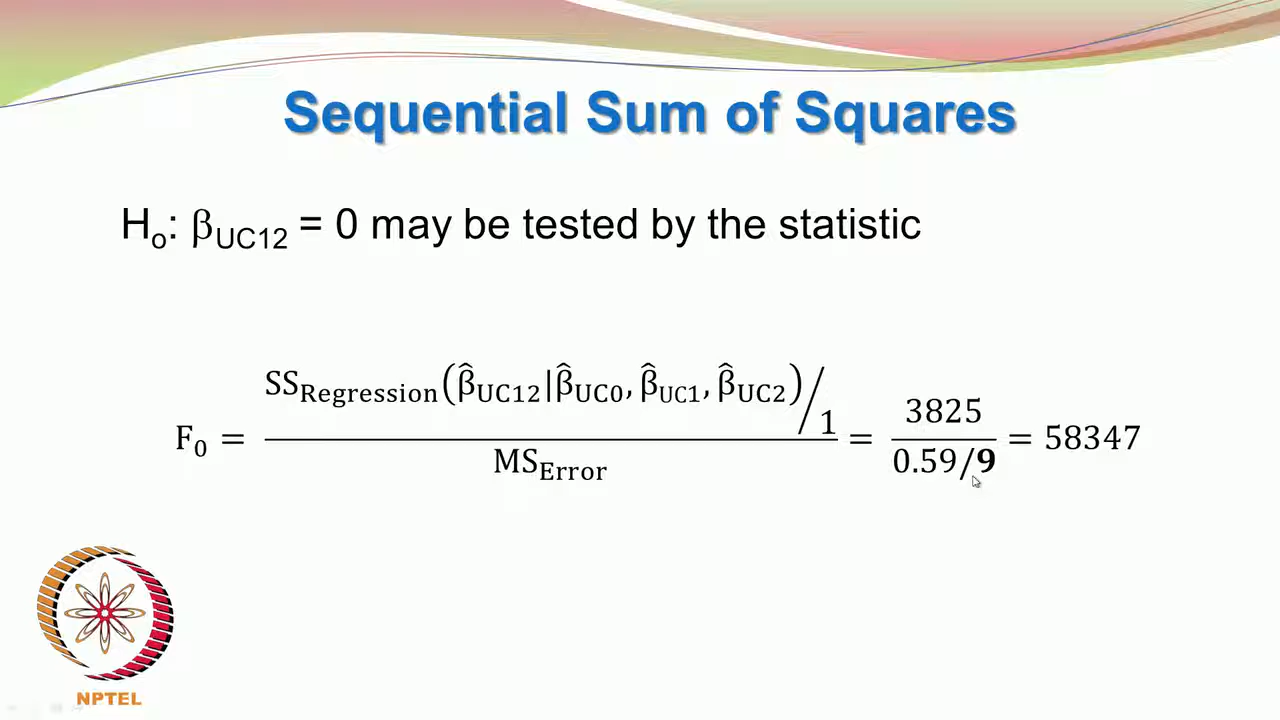 Sequential Sum of Squares
H₀: β_UC12 = 0 may be tested by the statistic
F₀ = SS_Regression(β̂_UC12|β̂_UC0, β̂_UC1, β̂_UC2)/1 / MS_Error = 3825 / 0.59/9 = 58347
NPTEL